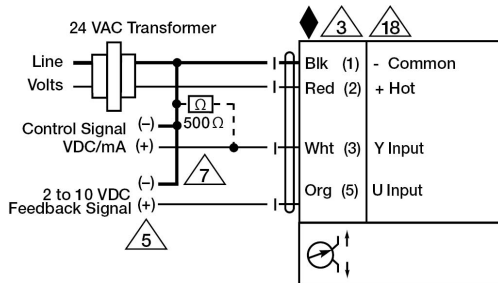 24 VAC Transformer
3 18
Line
Volts
Blk (1) - Common
Red (2) + Hot
Ω
500 Ω
Control Signal (–)
VDC/mA (+)
Wht (3) Y Input
7
(–)
2 to 10 VDC
Feedback Signal (+)
Org (5) U Input
5
I
I
I
I